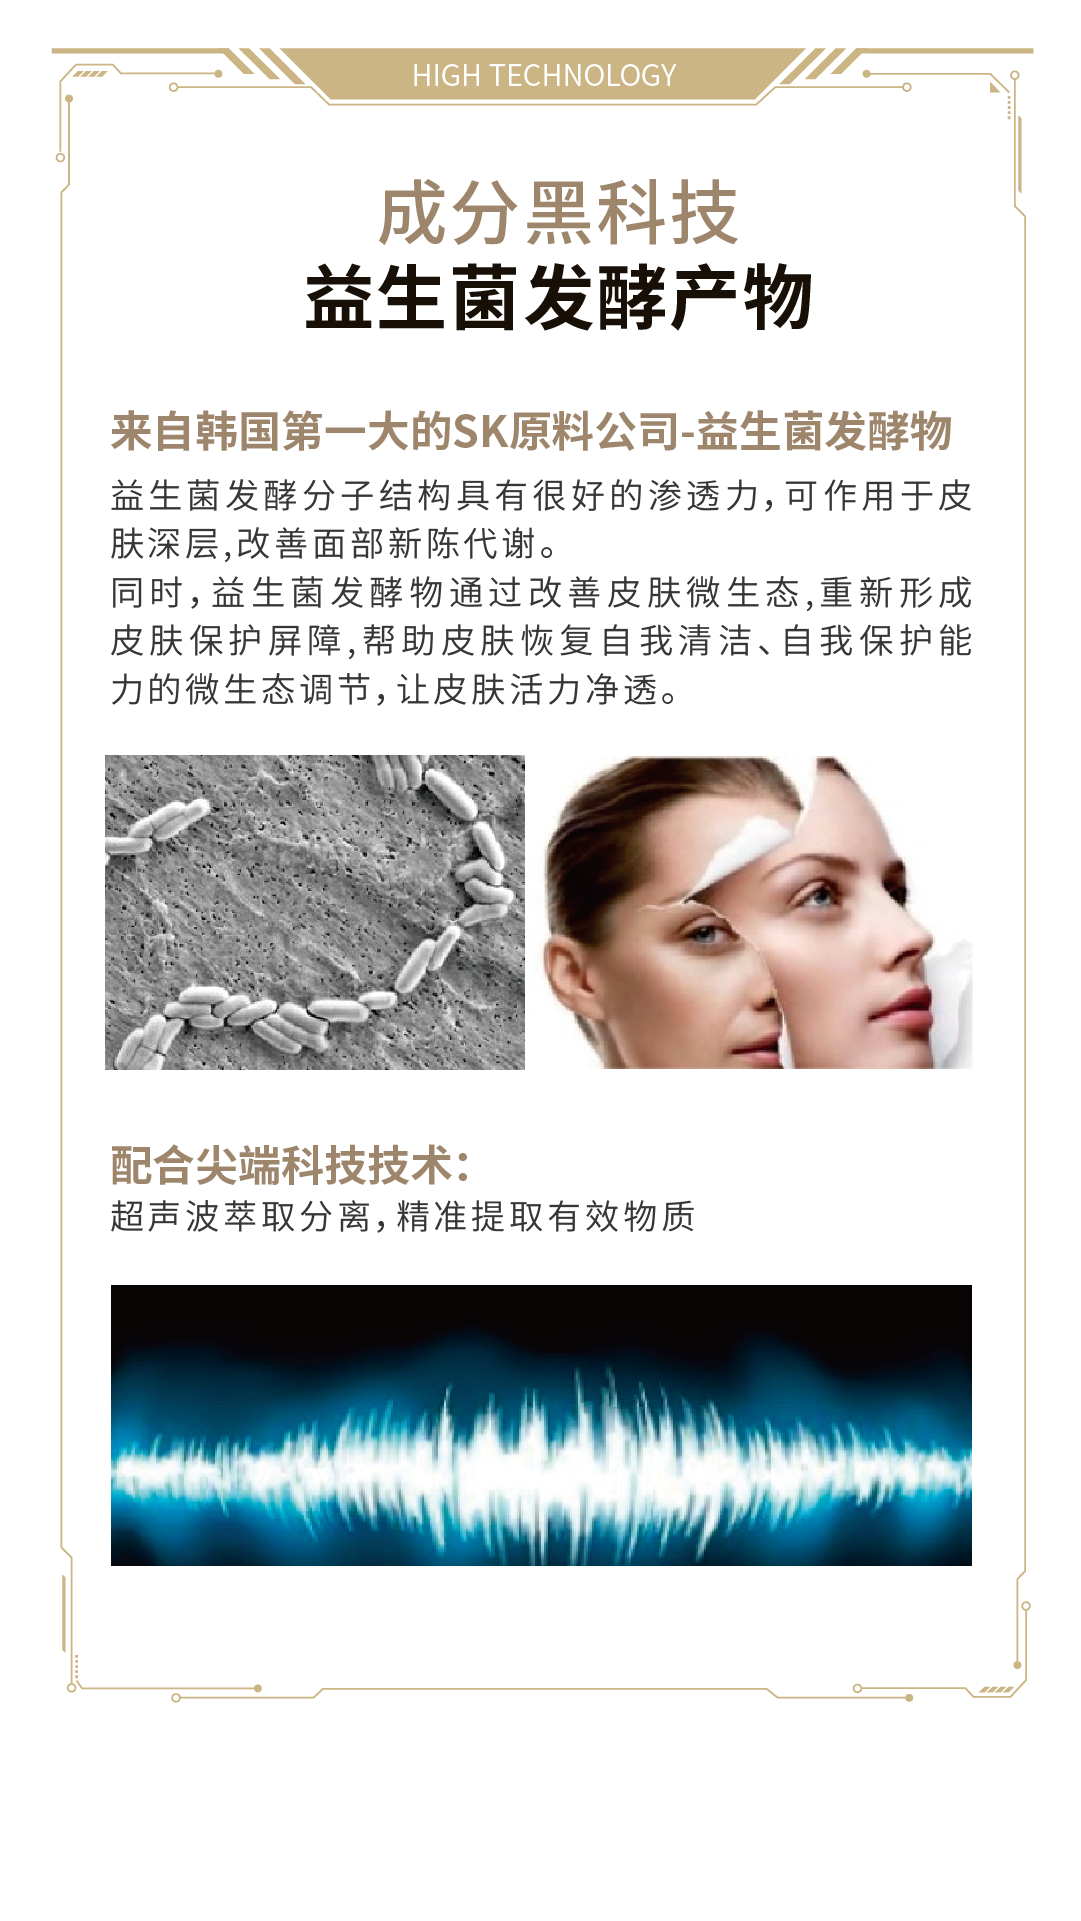 HIGH TECHNOLOGY
成分黑科技
益生菌发酵产物
来自韩国第一大的SK原料公司-益生菌发酵物
益生菌发酵分子结构具有很好的渗透力，可作用于皮
肤深层,改善面部新陈代谢。
同时，益生菌发酵物通过改善皮肤微生态,重新形成
皮肤保护屏障,帮助皮肤恢复自我清洁、自我保护能
力的微生态调节，让皮肤活力净透。
配合尖端科技技术：
超声波萃取分离，精准提取有效物质